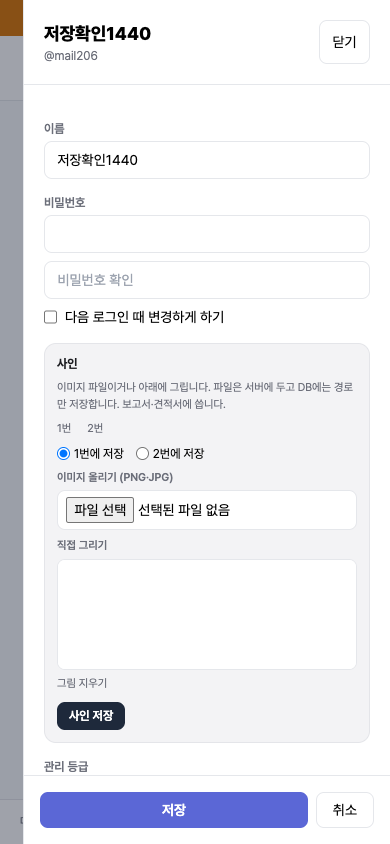 저장확인1440
@mail206
닫기
이름
저장확인1440
비밀번호
비밀번호 확인
다음 로그인 때 변경하게 하기
사인
이미지 파일이거나 아래에 그립니다. 파일은 서버에 두고 DB에는 경로
만 저장합니다. 보고서·견적서에 씁니다.
1번 2번
1번에 저장 2번에 저장
이미지 올리기 (PNG·JPG)
파일 선택 선택된 파일 없음
직접 그리기
그림 지우기
사인 저장
관리 등급
저장 취소